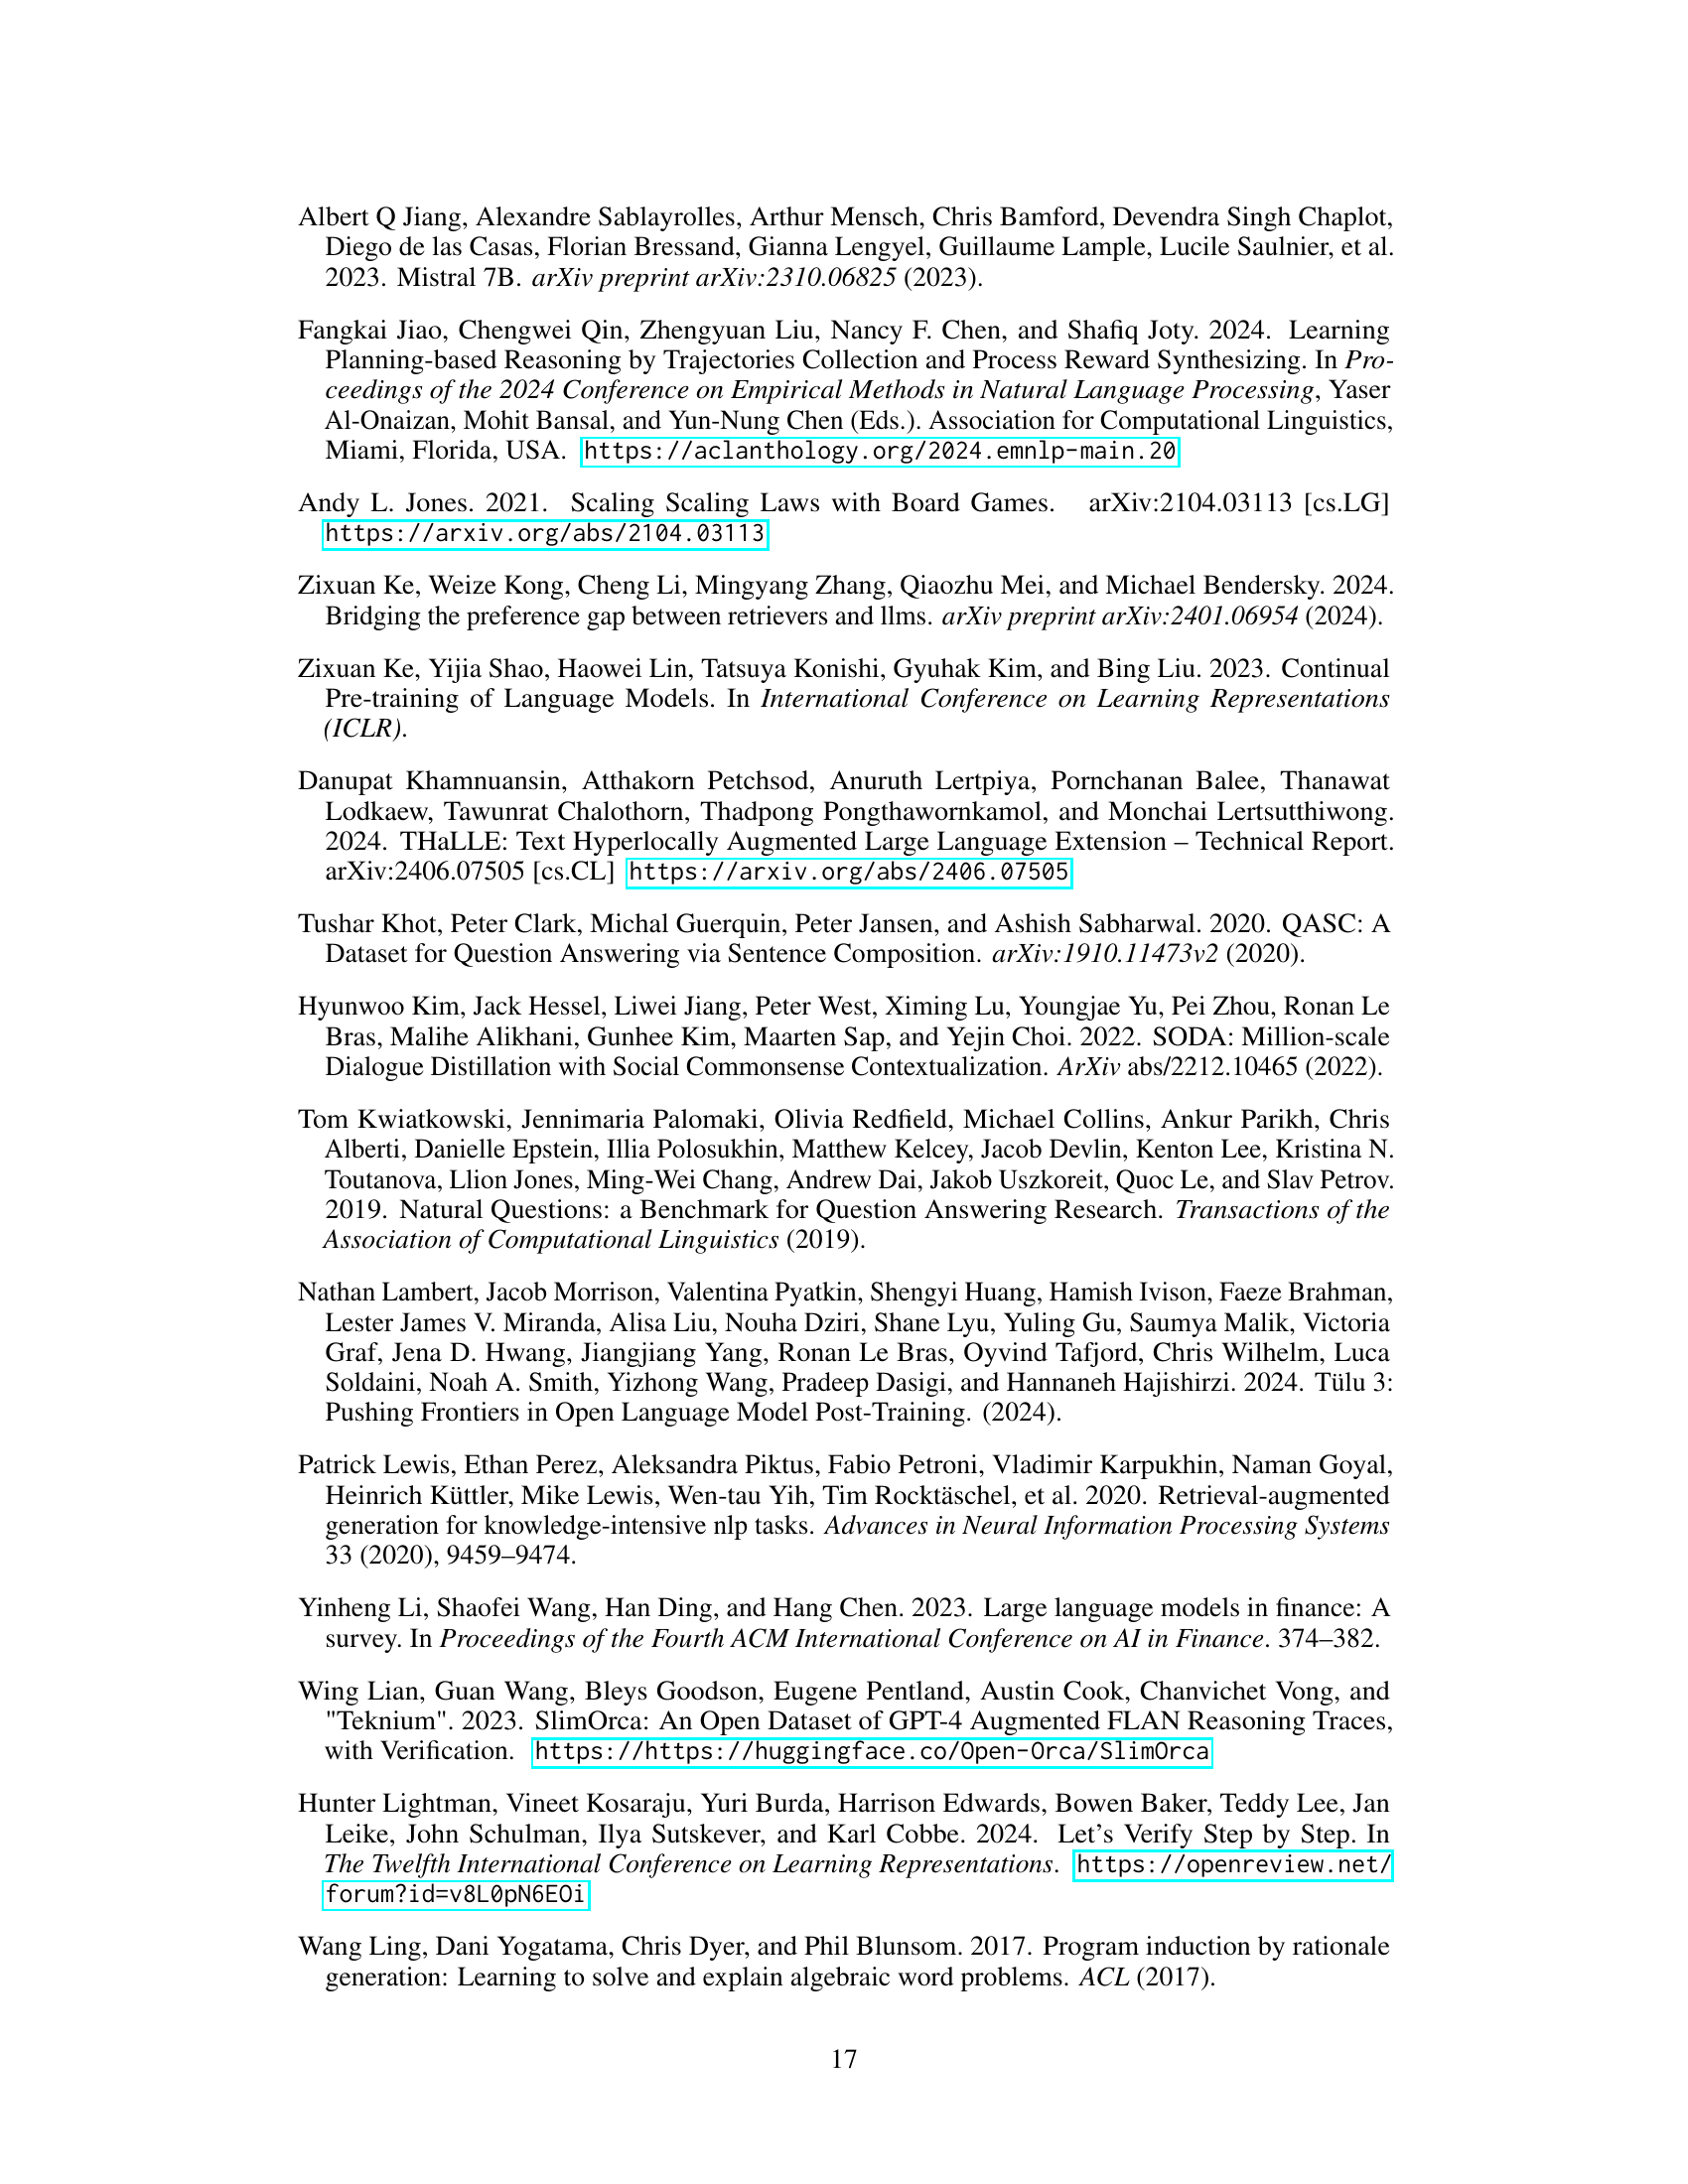 Albert Q Jiang, Alexandre Sablayrolles, Arthur Mensch, Chris Bamford, Devendra Singh Chaplot,
Diego de las Casas, Florian Bressand, Gianna Lengyel, Guillaume Lample, Lucile Saulnier, et al.
2023. Mistral 7B. arXiv preprint arXiv:2310.06825 (2023).
Fangkai Jiao, Chengwei Qin, Zhengyuan Liu, Nancy F. Chen, and Shafiq Joty. 2024. Learning
Planning-based Reasoning by Trajectories Collection and Process Reward Synthesizing. In Pro-
ceedings of the 2024 Conference on Empirical Methods in Natural Language Processing, Yaser
Al-Onaizan, Mohit Bansal, and Yun-Nung Chen (Eds.). Association for Computational Linguistics,
Miami, Florida, USA. https://aclanthology.org/2024.emnlp-main.20
Andy L. Jones. 2021. Scaling Scaling Laws with Board Games. arXiv:2104.03113 [cs.LG]
https://arxiv.org/abs/2104.03113
Zixuan Ke, Weize Kong, Cheng Li, Mingyang Zhang, Qiaozhu Mei, and Michael Bendersky. 2024.
Bridging the preference gap between retrievers and llms. arXiv preprint arXiv:2401.06954 (2024).
Zixuan Ke, Yijia Shao, Haowei Lin, Tatsuya Konishi, Gyuhak Kim, and Bing Liu. 2023. Continual
Pre-training of Language Models. In International Conference on Learning Representations
(ICLR).
Danupat Khamnuansin, Atthakorn Petchsod, Anuruth Lertpiya, Pornchanan Balee, Thanawat
Lodkaew, Tawunrat Chalothorn, Thadpong Pongthawornkamol, and Monchai Lertsutthiwong.
2024. THaLLE: Text Hyperlocally Augmented Large Language Extension – Technical Report.
arXiv:2406.07505 [cs.CL] https://arxiv.org/abs/2406.07505
Tushar Khot, Peter Clark, Michal Guerquin, Peter Jansen, and Ashish Sabharwal. 2020. QASC: A
Dataset for Question Answering via Sentence Composition. arXiv:1910.11473v2 (2020).
Hyunwoo Kim, Jack Hessel, Liwei Jiang, Peter West, Ximing Lu, Youngjae Yu, Pei Zhou, Ronan Le
Bras, Malihe Alikhani, Gunhee Kim, Maarten Sap, and Yejin Choi. 2022. SODA: Million-scale
Dialogue Distillation with Social Commonsense Contextualization. ArXiv abs/2212.10465 (2022).
Tom Kwiatkowski, Jennimaria Palomaki, Olivia Redfield, Michael Collins, Ankur Parikh, Chris
Alberti, Danielle Epstein, Illia Polosukhin, Matthew Kelcey, Jacob Devlin, Kenton Lee, Kristina N.
Toutanova, Llion Jones, Ming-Wei Chang, Andrew Dai, Jakob Uszkoreit, Quoc Le, and Slav Petrov.
2019. Natural Questions: a Benchmark for Question Answering Research. Transactions of the
Association of Computational Linguistics (2019).
Nathan Lambert, Jacob Morrison, Valentina Pyatkin, Shengyi Huang, Hamish Ivison, Faeze Brahman,
Lester James V. Miranda, Alisa Liu, Nouha Dziri, Shane Lyu, Yuling Gu, Saumya Malik, Victoria
Graf, Jena D. Hwang, Jiangjiang Yang, Ronan Le Bras, Oyvind Tafjord, Chris Wilhelm, Luca
Soldaini, Noah A. Smith, Yizhong Wang, Pradeep Dasigi, and Hannaneh Hajishirzi. 2024. Tülu 3:
Pushing Frontiers in Open Language Model Post-Training. (2024).
Patrick Lewis, Ethan Perez, Aleksandra Piktus, Fabio Petroni, Vladimir Karpukhin, Naman Goyal,
Heinrich Küttler, Mike Lewis, Wen-tau Yih, Tim Rocktäschel, et al. 2020. Retrieval-augmented
generation for knowledge-intensive nlp tasks. Advances in Neural Information Processing Systems
33 (2020), 9459–9474.
Yinheng Li, Shaofei Wang, Han Ding, and Hang Chen. 2023. Large language models in finance: A
survey. In Proceedings of the Fourth ACM International Conference on AI in Finance. 374–382.
Wing Lian, Guan Wang, Bleys Goodson, Eugene Pentland, Austin Cook, Chanvichet Vong, and
"Teknium". 2023. SlimOrca: An Open Dataset of GPT-4 Augmented FLAN Reasoning Traces,
with Verification. https://https://huggingface.co/Open-Orca/SlimOrca
Hunter Lightman, Vineet Kosaraju, Yuri Burda, Harrison Edwards, Bowen Baker, Teddy Lee, Jan
Leike, John Schulman, Ilya Sutskever, and Karl Cobbe. 2024. Let's Verify Step by Step. In
The Twelfth International Conference on Learning Representations. https://openreview.net/
forum?id=v8L0pN6EOi
Wang Ling, Dani Yogatama, Chris Dyer, and Phil Blunsom. 2017. Program induction by rationale
generation: Learning to solve and explain algebraic word problems. ACL (2017).
17